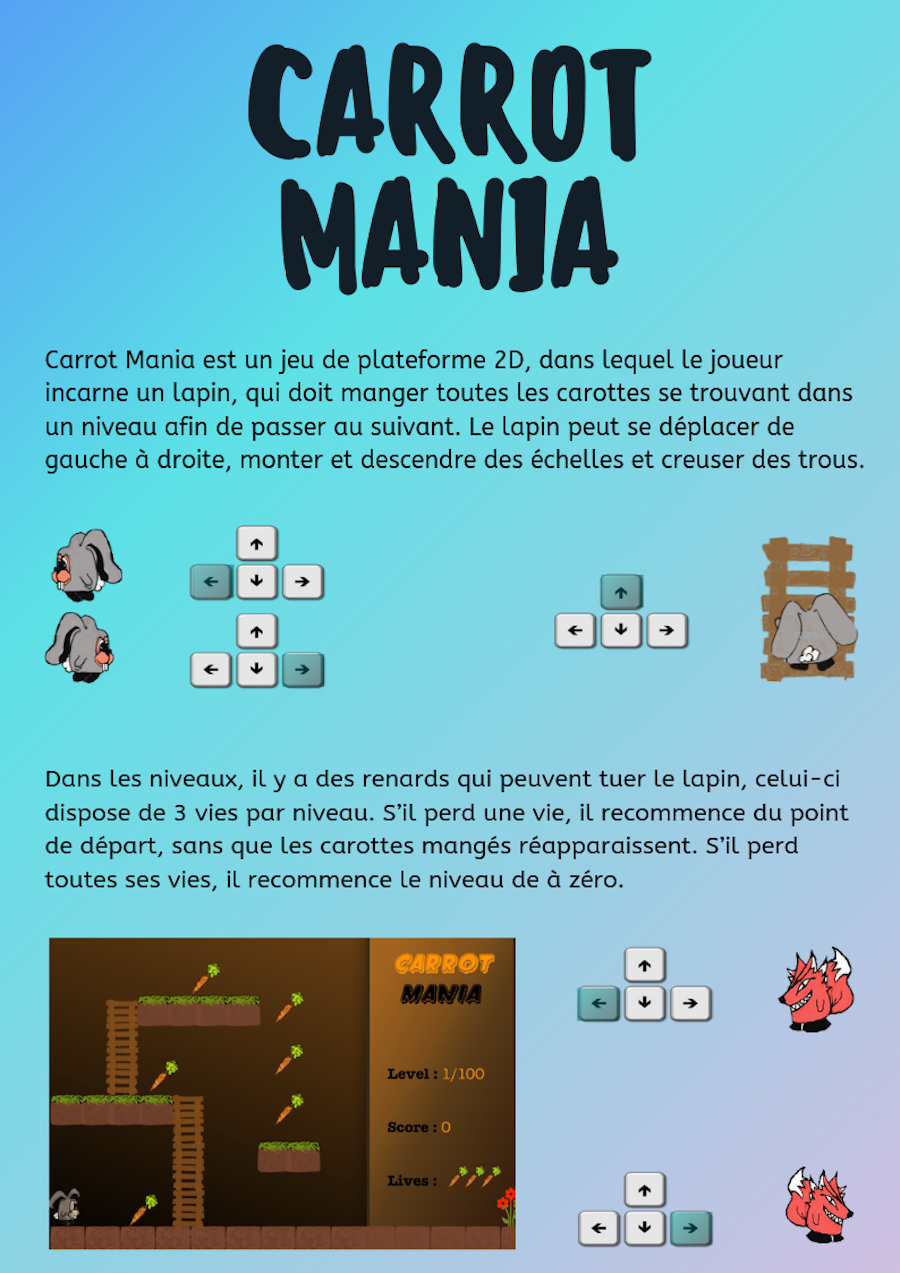 CARROT
MANIA
Carrot Mania est un jeu de plateforme 2D, dans lequel le joueur
incarne un lapin, qui doit manger toutes les carottes se trouvant dans
un niveau afin de passer au suivant. Le lapin peut se déplacer de
gauche à droite, monter et descendre des échelles et creuser des trous.
Dans les niveaux, il y a des renards qui peuvent tuer le lapin, celui-ci
dispose de 3 vies par niveau. S’il perd une vie, il recommence du point
de départ, sans que les carottes mangés réapparaissent. S’il perd
toutes ses vies, il recommence le niveau de à zéro.
CARROT
MANIA
Level : 1/100
Score : 0
Lives :